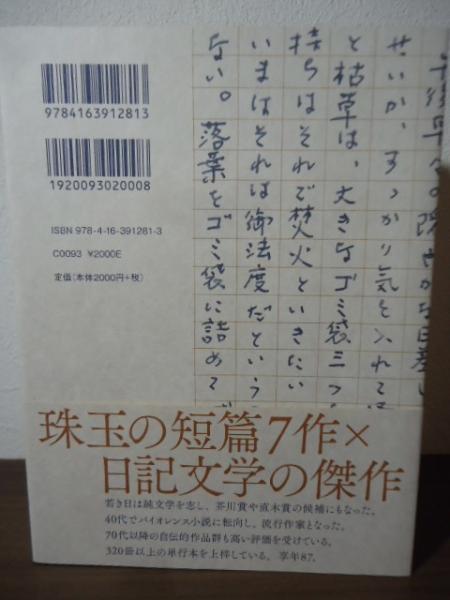 9784163912813
1920093020008
ISBN 978-4-16-391281-3
C0093 ¥2000E
定価(本体2000円+税)
せいか、すっかり気を入れて
と枯草は、大きなゴミ袋三つ
持ちはそれで焚火といきたい
いまはそれは御法度だという
ない。落葉をゴミ袋に詰めて
珠玉の短篇7作×
日記文学の傑作
若き日は純文学を志し、芥川賞や直木賞の候補にもなった。
40代でバイオレンス小説に転向し、流行作家となった。
70代以降の自伝的作品群も高い評価を受けている。
320冊以上の単行本を上梓している。享年87。